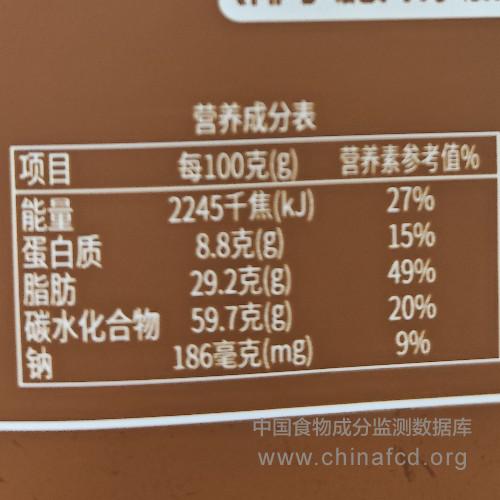 营养成分表
项目 每100克(g) 营养素参考值%
能量 2245千焦(kJ) 27%
蛋白质 8.8克(g) 15%
脂肪 29.2克(g) 49%
碳水化合物 59.7克(g) 20%
钠 186毫克(mg) 9%
中国食物成分监测数据库
www.chinafcd.org